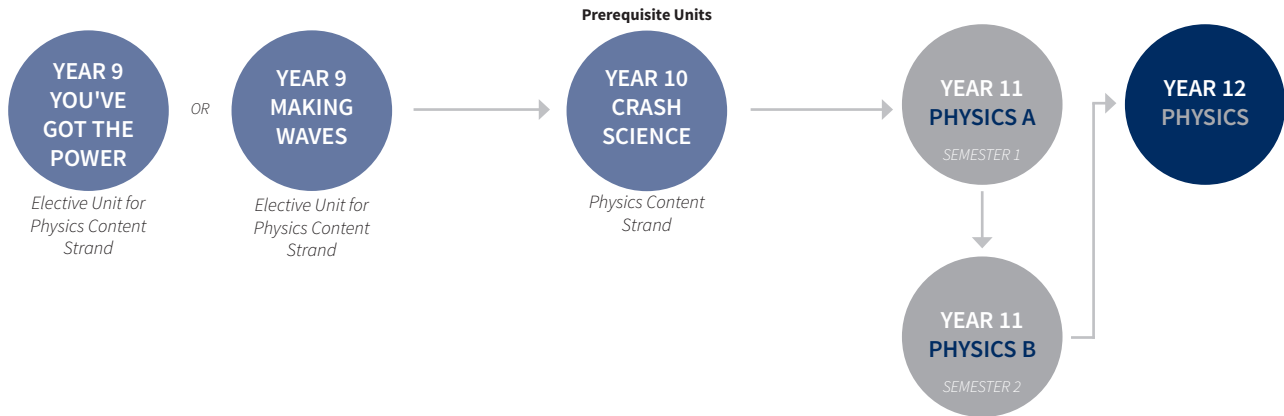 Prerequisite Units
YEAR 9
YOU'VE
GOT THE
POWER
Elective Unit for
Physics Content
Strand
OR
YEAR 9
MAKING
WAVES
Elective Unit for
Physics Content
Strand
YEAR 10
CRASH
SCIENCE
Physics Content
Strand
YEAR 11
PHYSICS A
SEMESTER 1
YEAR 11
PHYSICS B
SEMESTER 2
YEAR 12
PHYSICS